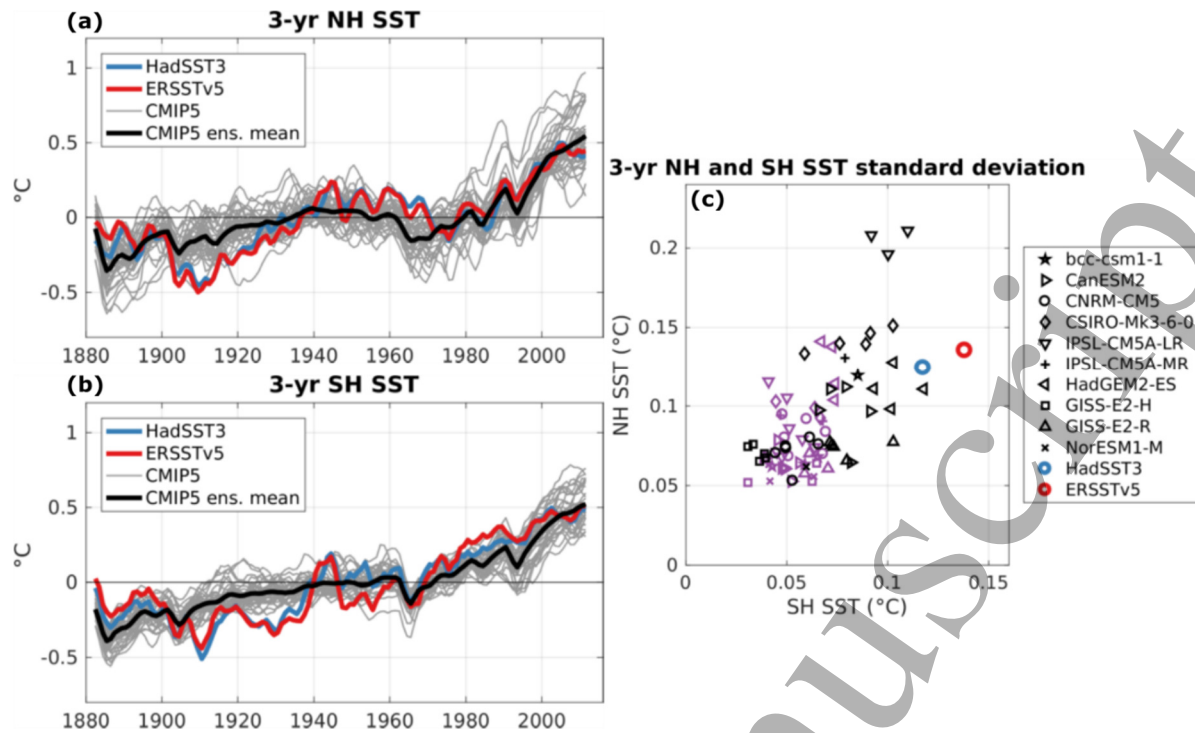 (a)
3-yr NH SST
HadSST3
ERSSTv5
CMIP5
CMIP5 ens. mean
°C
1
0.5
0
-0.5
1880 1900 1920 1940 1960 1980 2000
(b)
3-yr SH SST
HadSST3
ERSSTv5
CMIP5
CMIP5 ens. mean
°C
1
0.5
0
-0.5
1880 1900 1920 1940 1960 1980 2000
3-yr NH and SH SST standard deviation
(c)
NH SST (°C)
0.2
0.15
0.1
0.05
0
0 0.05 0.1 0.15
SH SST (°C)
bcc-csm1-1
CanESM2
CNRM-CM5
CSIRO-Mk3-6-0
IPSL-CM5A-LR
IPSL-CM5A-MR
HadGEM2-ES
GISS-E2-H
GISS-E2-R
NorESM1-M
HadSST3
ERSSTv5
uscript